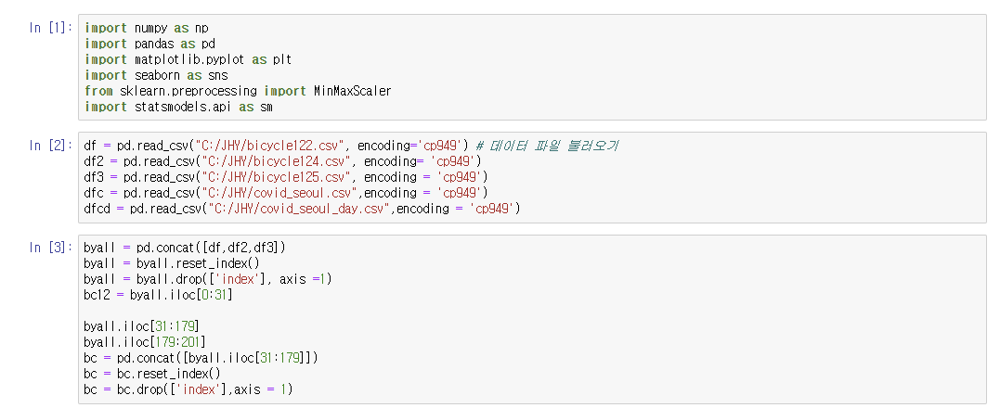 In [1]:
import numpy as np
import pandas as pd
import matplotlib.pyplot as plt
import seaborn as sns
from sklearn.preprocessing import MinMaxScaler
import statsmodels.api as sm
In [2]:
df = pd.read_csv("C:/JHY/bicycle122.csv", encoding='cp949') # 데이터 파일 불러오기
df2 = pd.read_csv("C:/JHY/bicycle124.csv", encoding= 'cp949')
df3 = pd.read_csv("C:/JHY/bicycle125.csv", encoding = 'cp949')
dfc = pd.read_csv("C:/JHY/covid_seoul.csv",encoding = 'cp949')
dfcd = pd.read_csv("C:/JHY/covid_seoul_day.csv",encoding = 'cp949')
In [3]:
byall = pd.concat([df,df2,df3])
byall = byall.reset_index()
byall = byall.drop(['index'], axis =1)
bc12 = byall.iloc[0:31]
byall.iloc[31:179]
byall.iloc[179:201]
bc = pd.concat([byall.iloc[31:179]])
bc = bc.reset_index()
bc = bc.drop(['index'],axis = 1)